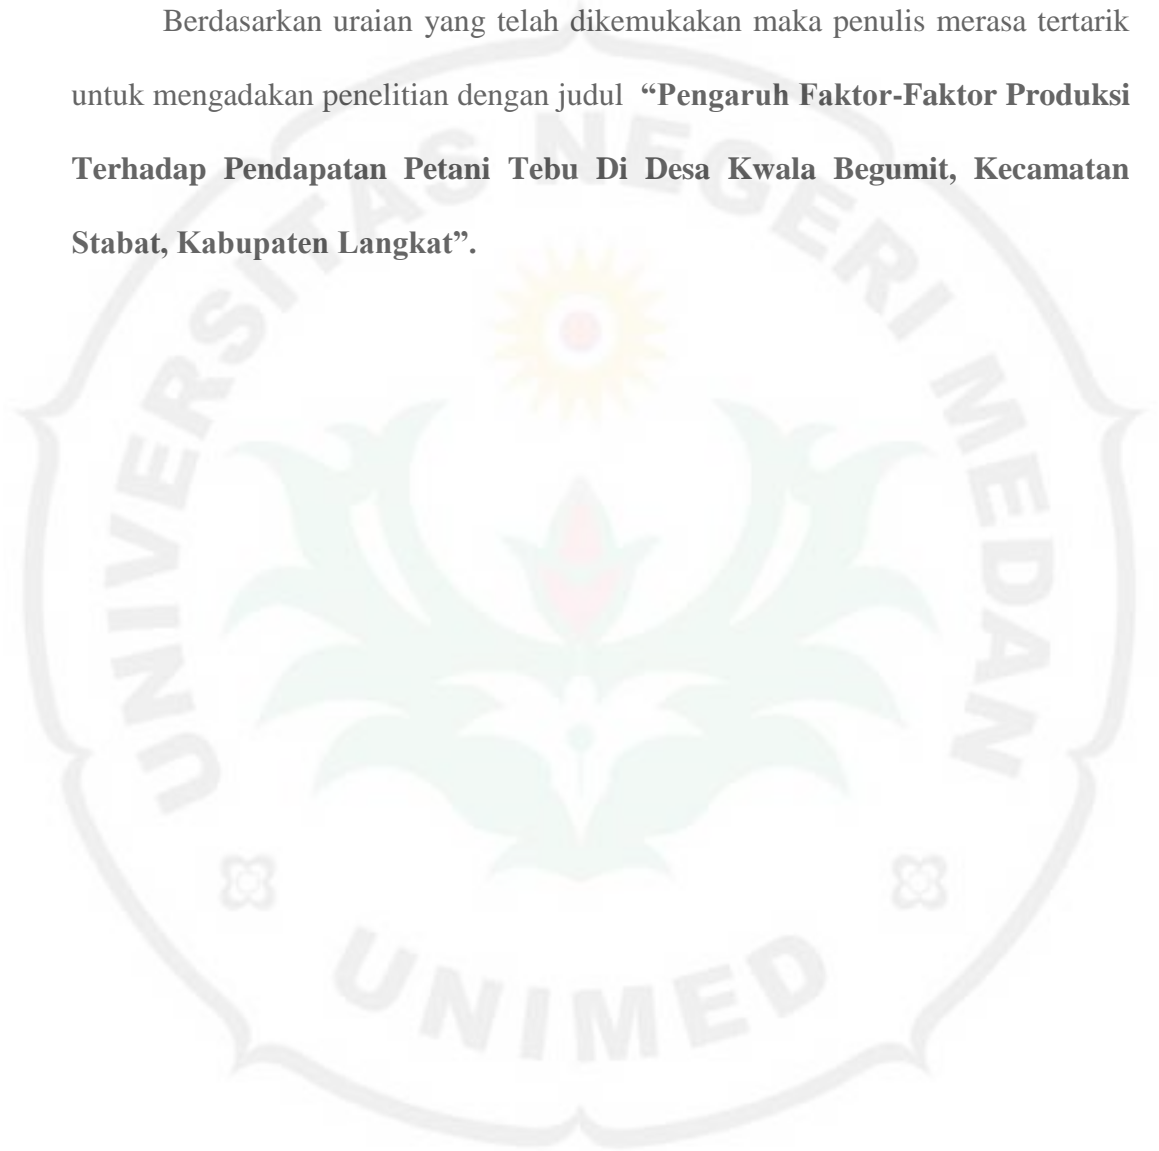 Berdasarkan uraian yang telah dikemukakan maka penulis merasa tertarik
untuk mengadakan penelitian dengan judul “Pengaruh Faktor-Faktor Produksi
Terhadap Pendapatan Petani Tebu Di Desa Kwala Begumit, Kecamatan
Stabat, Kabupaten Langkat”.
UNIVERSITAS NEGERI MEDAN
UNIMED